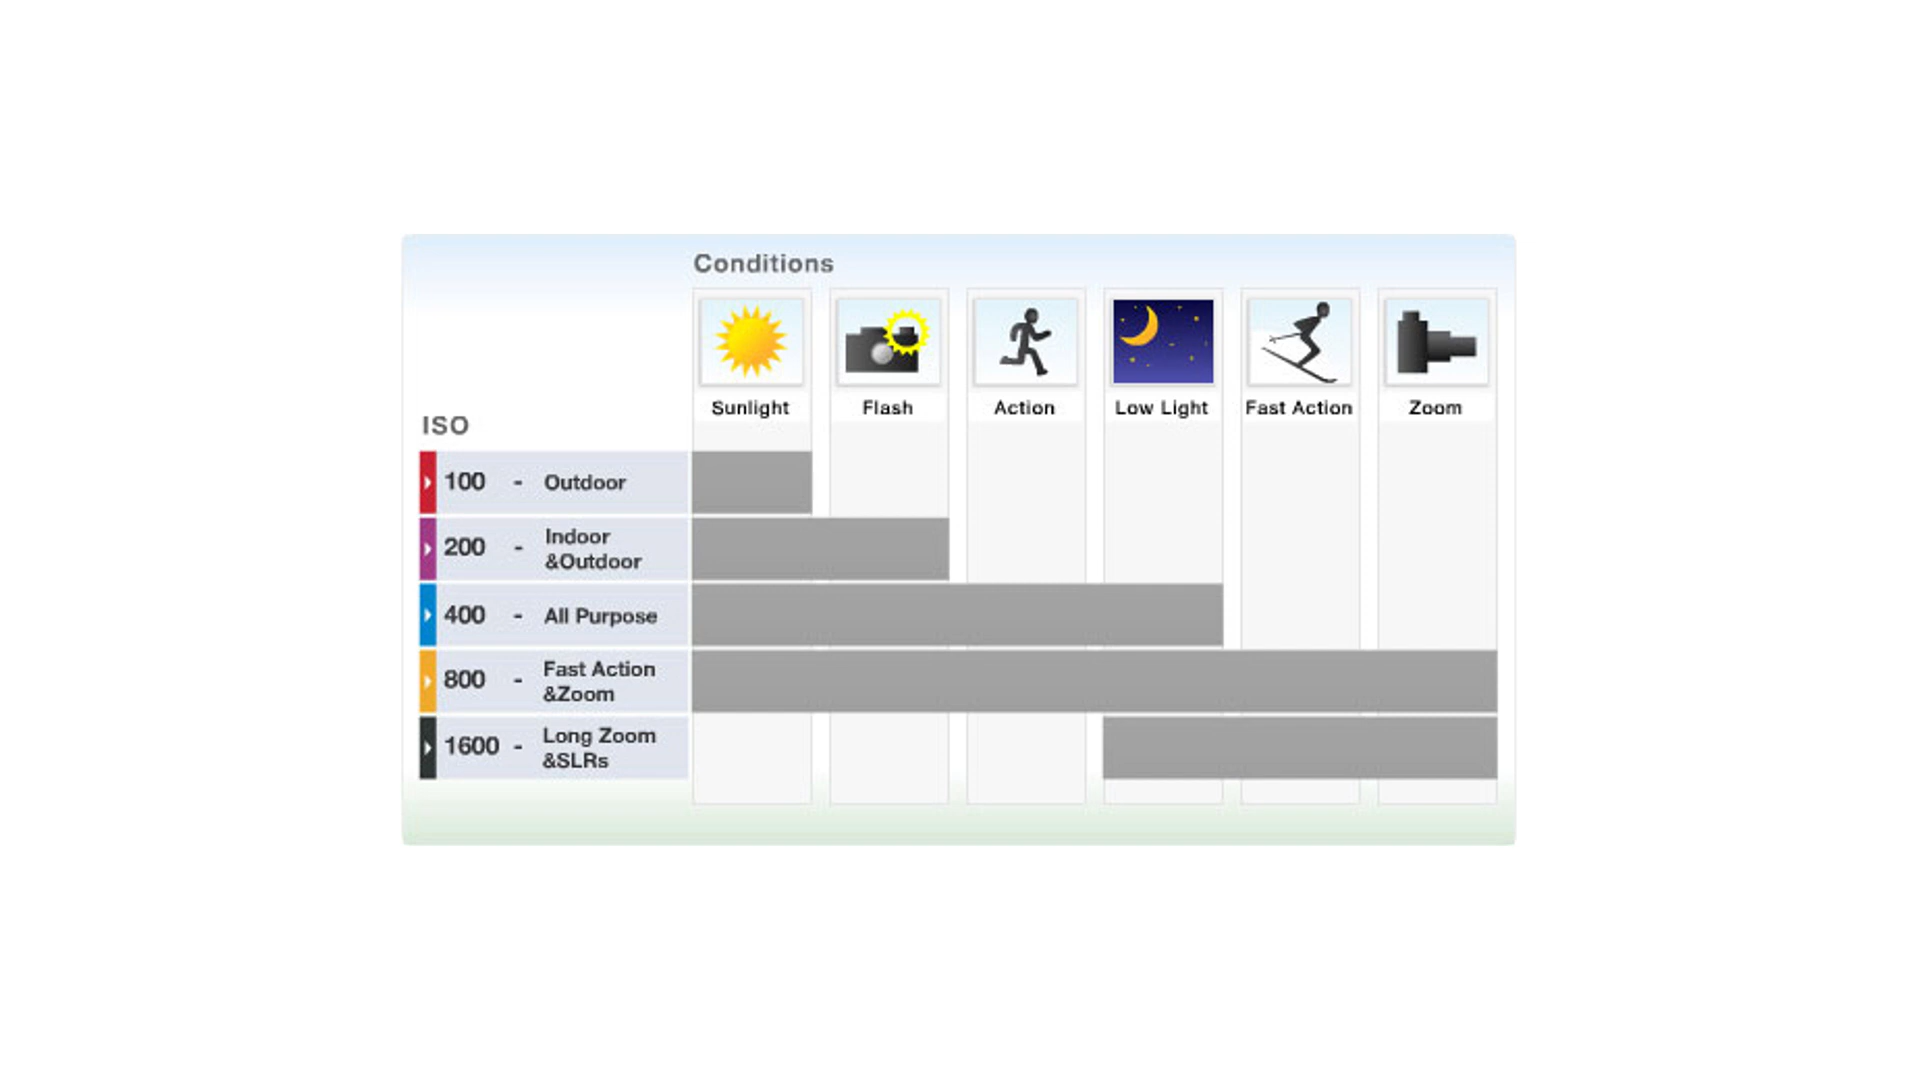 Conditions
Sunlight
Flash
Action
Low Light
Fast Action
Zoom
ISO
100 - Outdoor
200 - Indoor
&Outdoor
400 - All Purpose
800 - Fast Action
&Zoom
1600 - Long Zoom
&SLRs